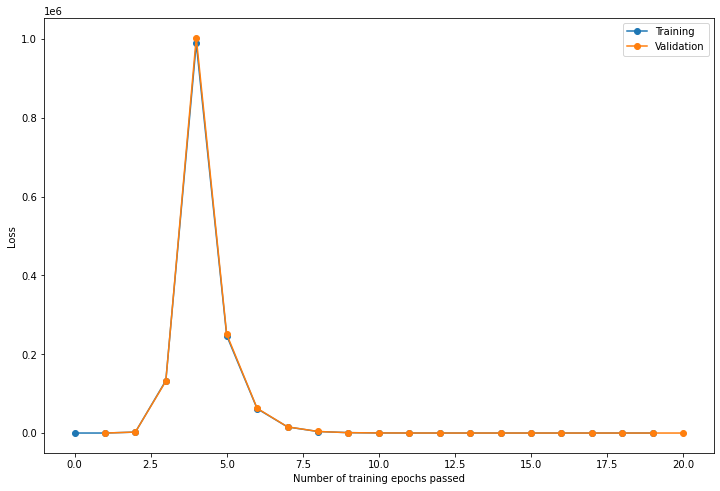 1e6
Training
Validation
1.0
0.8
0.6
0.4
0.2
0.0
Loss
0.0 2.5 5.0 7.5 10.0 12.5 15.0 17.5 20.0
Number of training epochs passed